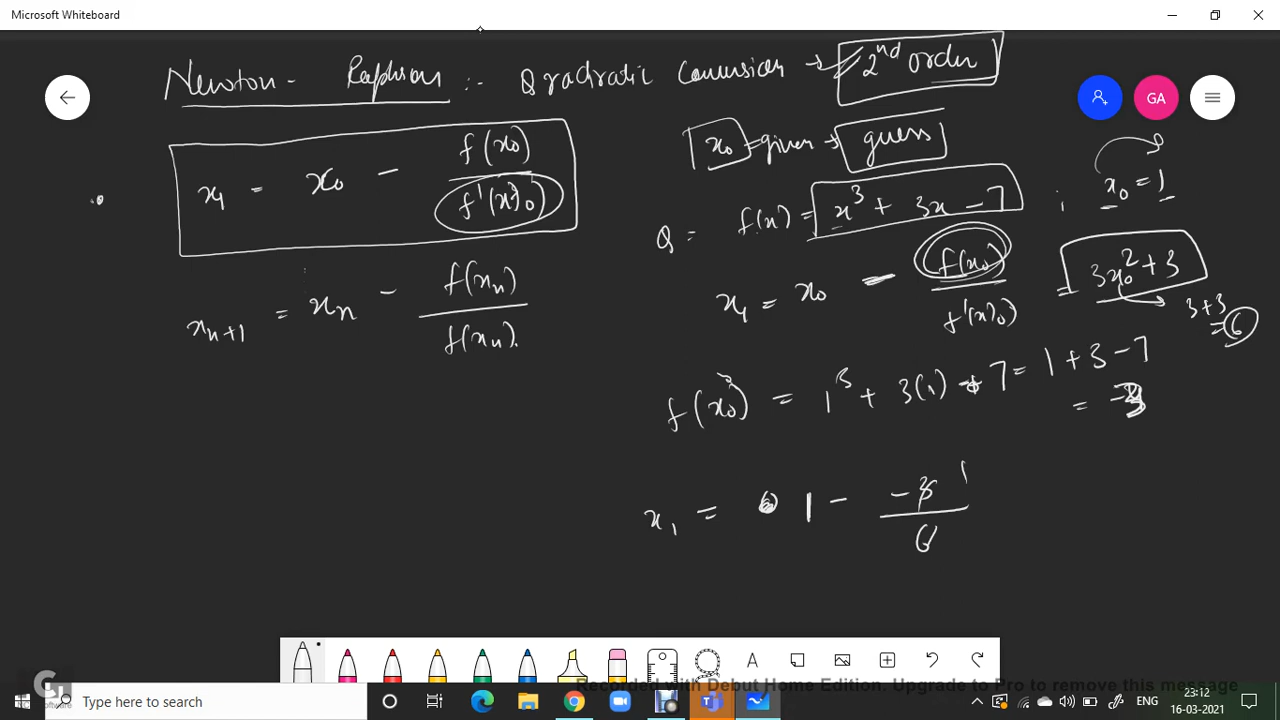 Microsoft Whiteboard
Newton - Raphson :- Quadratic → 2nd order
x₁ = x₀ - f(x₀) / f'(x₀)
xₙ₊₁ = xₙ - f(xₙ) / f(xₙ).
x₀ = given → guess
Q = f(x) = x³ + 3x - 7 ; x₀ = 1
x₁ = x₀ - f(x₀) / f'(x₀) = 3x₀² + 3
3+3
= 6
f(x₀) = 1³ + 3(1) - 7 = 1 + 3 - 7
= -3
x₁ = 1 - -3 / 6
GA
Recorded with Debut Home Edition. Upgrade to Pro to remove this message
Type here to search
ENG
23:12
16-03-2021